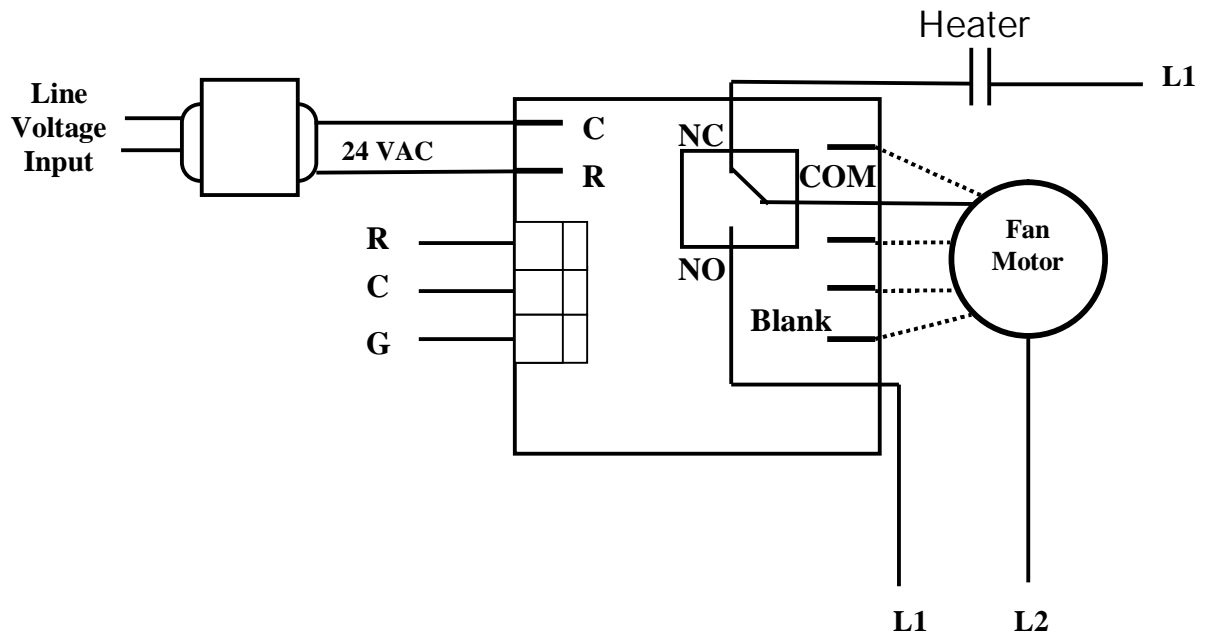 Heater
L1
Line
Voltage
Input
24 VAC
C
R
NC
COM
NO
Blank
R
C
G
Fan
Motor
L1
L2